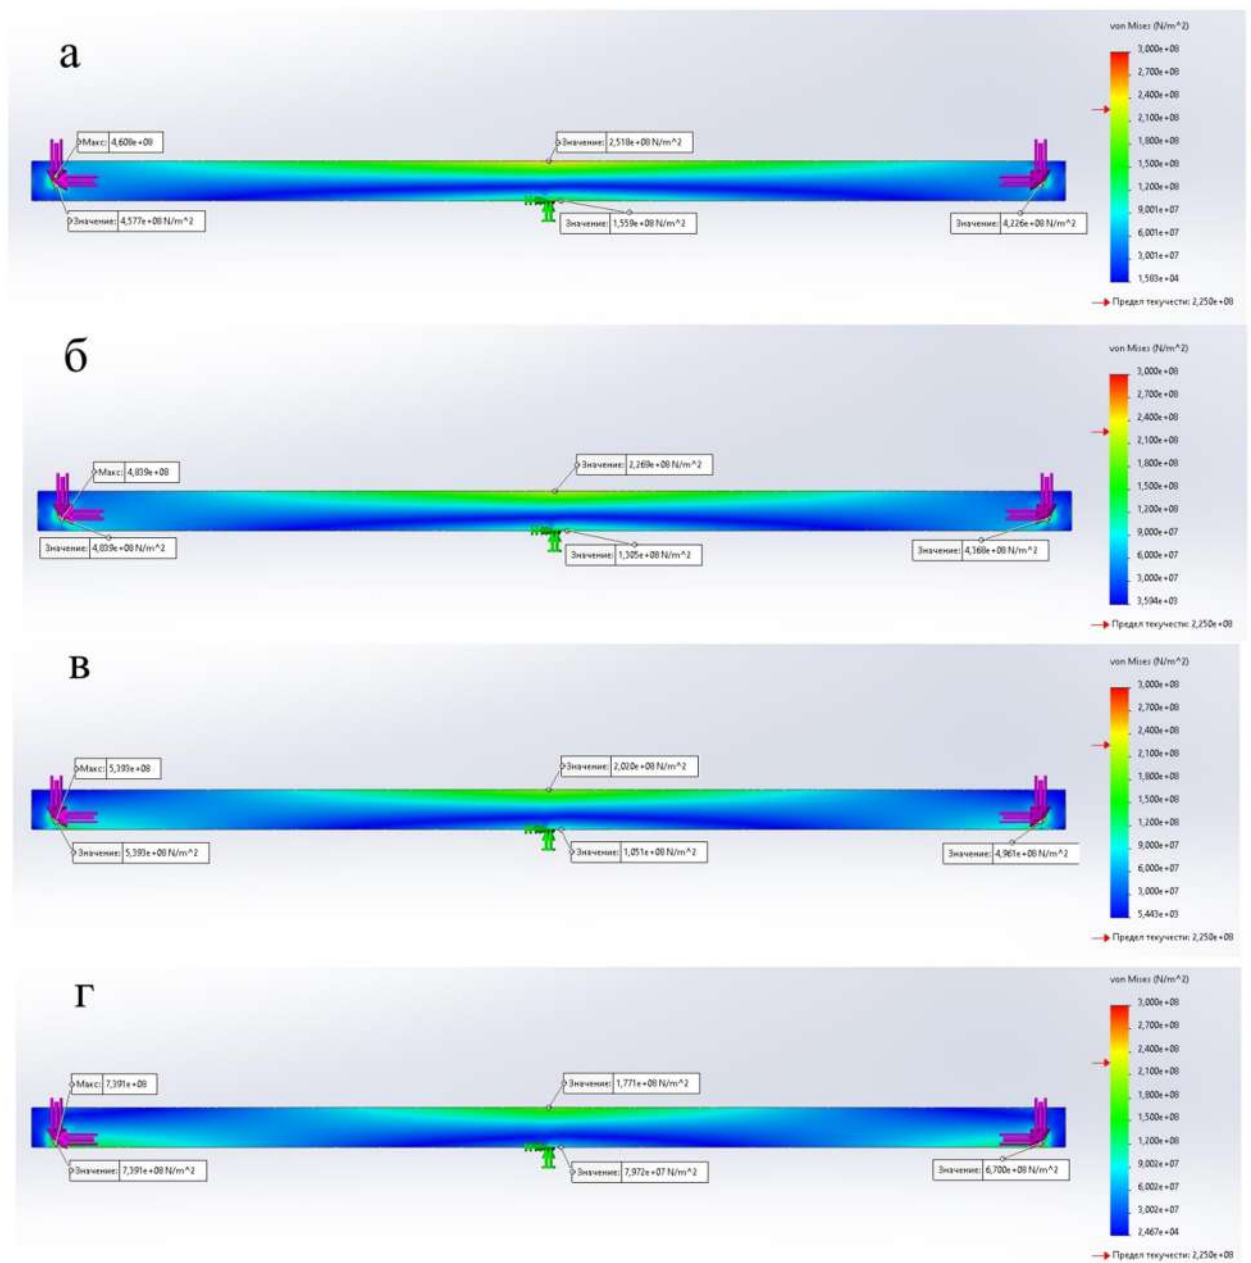 а
von Mises (N/m^2)
3,000e+08
2,700e+08
2,400e+08
2,100e+08
1,800e+08
1,500e+08
1,200e+08
9,001e+07
6,001e+07
3,001e+07
1,583e+04
Предел текучести: 2,250e+08
Макс: 4,608e+08
Значение: 2,518e+08 N/m^2
Значение: 4,577e+08 N/m^2
Значение: 1,559e+08 N/m^2
Значение: 4,226e+08 N/m^2
б
von Mises (N/m^2)
3,000e+08
2,700e+08
2,400e+08
2,100e+08
1,800e+08
1,500e+08
1,200e+08
9,000e+07
6,000e+07
3,000e+07
3,594e+03
Предел текучести: 2,250e+08
Макс: 4,839e+08
Значение: 2,269e+08 N/m^2
Значение: 4,839e+08 N/m^2
Значение: 1,305e+08 N/m^2
Значение: 4,368e+08 N/m^2
в
von Mises (N/m^2)
3,000e+08
2,700e+08
2,400e+08
2,100e+08
1,800e+08
1,500e+08
1,200e+08
9,000e+07
6,000e+07
3,000e+07
5,443e+03
Предел текучести: 2,250e+08
Макс: 5,393e+08
Значение: 2,020e+08 N/m^2
Значение: 5,393e+08 N/m^2
Значение: 1,051e+08 N/m^2
Значение: 4,961e+08 N/m^2
г
von Mises (N/m^2)
3,000e+08
2,700e+08
2,400e+08
2,100e+08
1,800e+08
1,500e+08
1,200e+08
9,002e+07
6,002e+07
3,002e+07
2,467e+04
Предел текучести: 2,250e+08
Макс: 7,391e+08
Значение: 1,771e+08 N/m^2
Значение: 7,391e+08 N/m^2
Значение: 7,972e+07 N/m^2
Значение: 6,700e+08 N/m^2